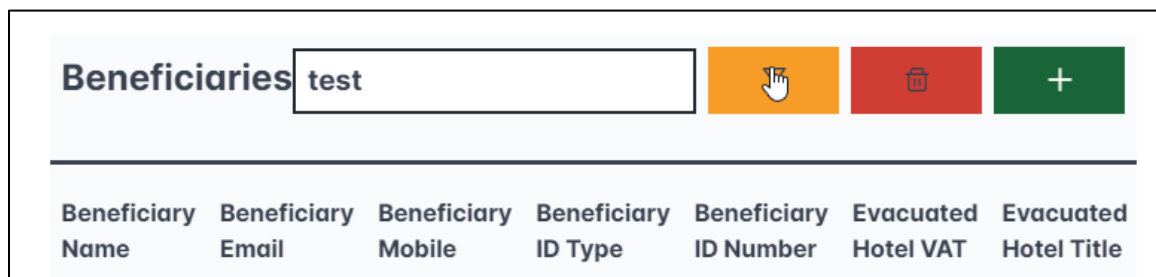 Beneficiaries test
Beneficiary Name
Beneficiary Email
Beneficiary Mobile
Beneficiary ID Type
Beneficiary ID Number
Evacuated Hotel VAT
Evacuated Hotel Title